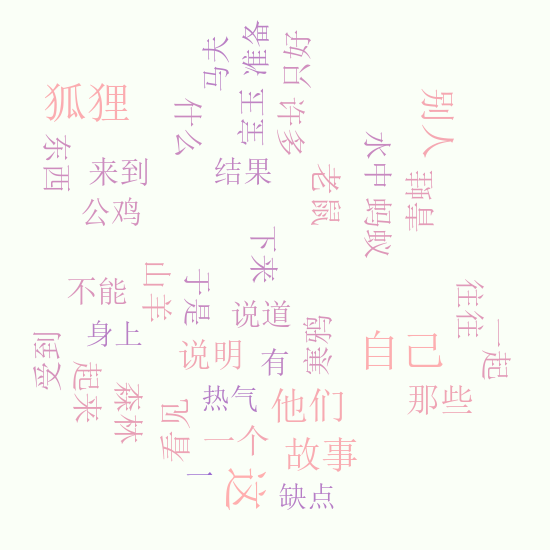 马夫
准备
只好
狐狸
什么
宝玉
许多
别人
东西
来到
结果
水中
公鸡
老鼠
蚂蚁
下来
不能
山羊
于是
说道
往往
一起
受到
身上
说明
有
寒鸦
自己
起来
森林
看见
热气
他们
那些
一个
故事
一
这
缺点